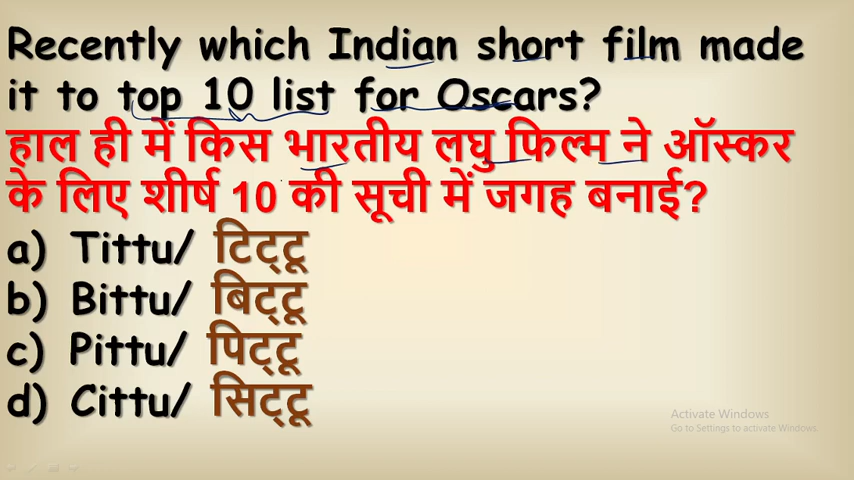 Recently which Indian short film made
it to top 10 list for Oscars?
हाल ही में किस भारतीय लघु फिल्म ने ऑस्कर
के लिए शीर्ष 10 की सूची में जगह बनाई?
a) Tittu/ टिट्टू
b) Bittu/ बिट्टू
c) Pittu/ पिट्टू
d) Cittu/ सिट्टू
Activate Windows
Go to Settings to activate Windows.